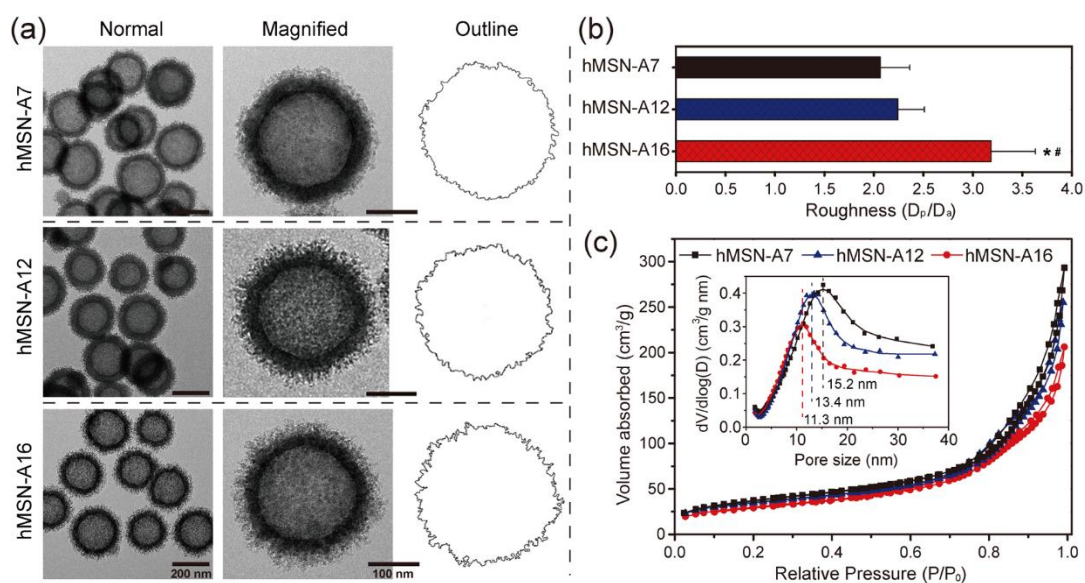 (a)
Normal
Magnified
Outline
hMSN-A7
hMSN-A12
hMSN-A16
200 nm
100 nm
(b)
hMSN-A7
hMSN-A12
hMSN-A16
* #
0.0 0.5 1.0 1.5 2.0 2.5 3.0 3.5 4.0
Roughness (Dp/Da)
(c)
hMSN-A7 hMSN-A12 hMSN-A16
300
250
200
150
100
50
0
Volume absorbed (cm³/g)
0.0 0.2 0.4 0.6 0.8 1.0
Relative Pressure (P/P₀)
0.4
0.3
0.2
0.1
0.0
dV/dlog(D) (cm³/g nm)
15.2 nm
13.4 nm
11.3 nm
0 10 20 30 40
Pore size (nm)